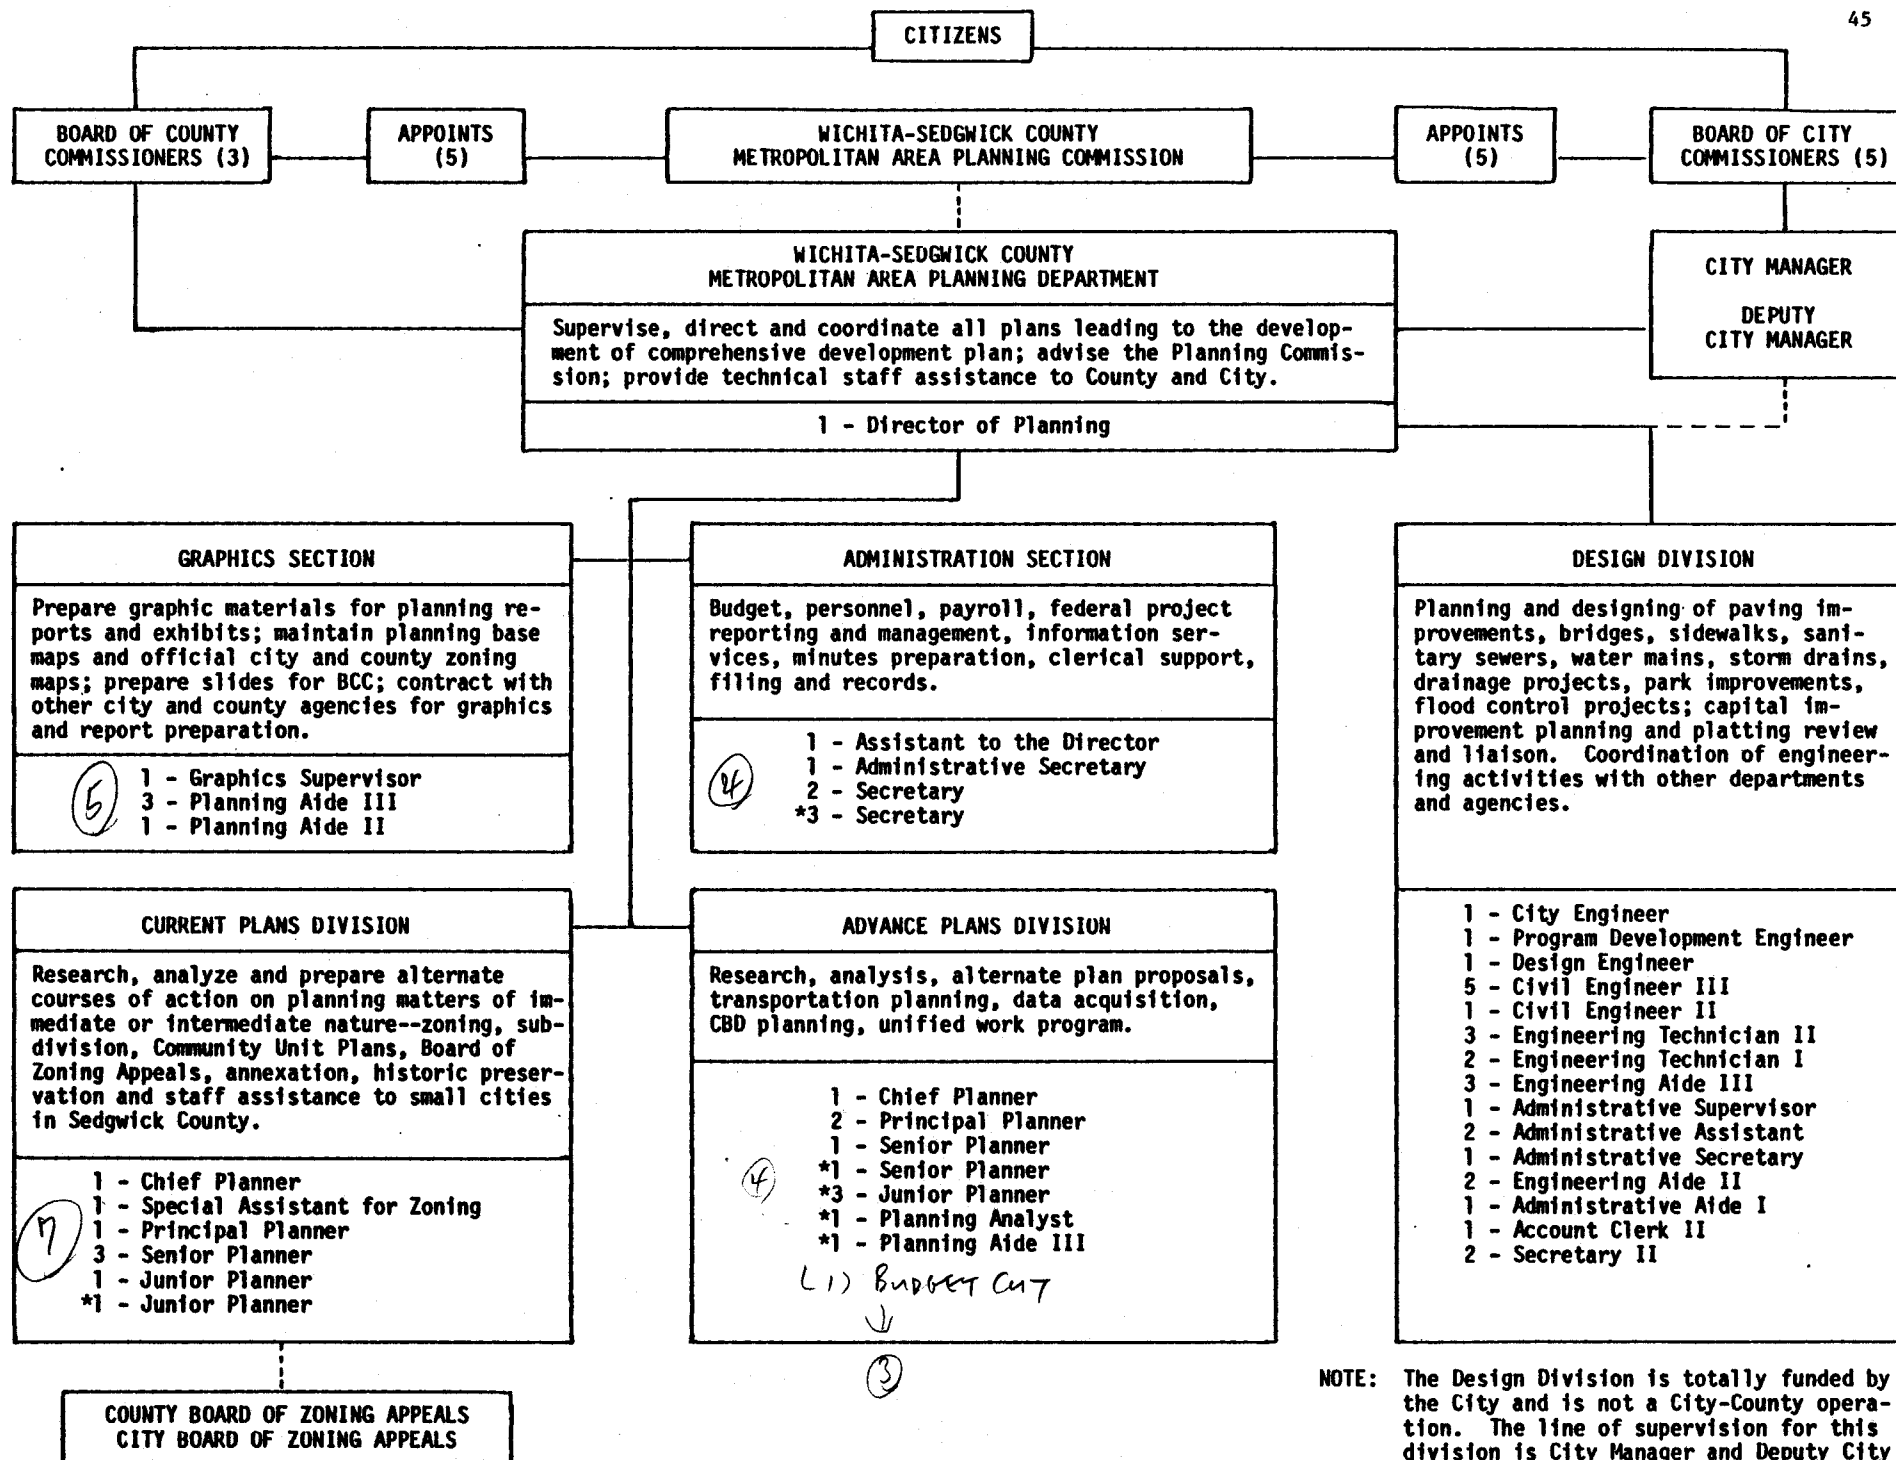 45
CITIZENS
BOARD OF COUNTY
COMMISSIONERS (3)
APPOINTS
(5)
WICHITA-SEDGWICK COUNTY
METROPOLITAN AREA PLANNING COMMISSION
APPOINTS
(5)
BOARD OF CITY
COMMISSIONERS (5)
WICHITA-SEDGWICK COUNTY
METROPOLITAN AREA PLANNING DEPARTMENT
Supervise, direct and coordinate all plans leading to the develop-
ment of comprehensive development plan; advise the Planning Commis-
sion; provide technical staff assistance to County and City.
1 - Director of Planning
CITY MANAGER
DEPUTY
CITY MANAGER
GRAPHICS SECTION
Prepare graphic materials for planning re-
ports and exhibits; maintain planning base
maps and official city and county zoning
maps; prepare slides for BCC; contract with
other city and county agencies for graphics
and report preparation.
5
1 - Graphics Supervisor
3 - Planning Aide III
1 - Planning Aide II
ADMINISTRATION SECTION
Budget, personnel, payroll, federal project
reporting and management, information ser-
vices, minutes preparation, clerical support,
filing and records.
4
1 - Assistant to the Director
1 - Administrative Secretary
2 - Secretary
*3 - Secretary
DESIGN DIVISION
Planning and designing of paving im-
provements, bridges, sidewalks, sani-
tary sewers, water mains, storm drains,
drainage projects, park improvements,
flood control projects; capital im-
provement planning and platting review
and liaison. Coordination of engineer-
ing activities with other departments
and agencies.
1 - City Engineer
1 - Program Development Engineer
1 - Design Engineer
5 - Civil Engineer III
1 - Civil Engineer II
3 - Engineering Technician II
2 - Engineering Technician I
3 - Engineering Aide III
1 - Administrative Supervisor
2 - Administrative Assistant
1 - Administrative Secretary
2 - Engineering Aide II
1 - Administrative Aide I
1 - Account Clerk II
2 - Secretary II
CURRENT PLANS DIVISION
Research, analyze and prepare alternate
courses of action on planning matters of im-
mediate or intermediate nature--zoning, sub-
division, Community Unit Plans, Board of
Zoning Appeals, annexation, historic preser-
vation and staff assistance to small cities
in Sedgwick County.
7
1 - Chief Planner
1 - Special Assistant for Zoning
1 - Principal Planner
3 - Senior Planner
1 - Junior Planner
*1 - Junior Planner
ADVANCE PLANS DIVISION
Research, analysis, alternate plan proposals,
transportation planning, data acquisition,
CBD planning, unified work program.
4
1 - Chief Planner
2 - Principal Planner
1 - Senior Planner
*1 - Senior Planner
*3 - Junior Planner
*1 - Planning Analyst
*1 - Planning Aide III
(1) BUDGET CUT
3
COUNTY BOARD OF ZONING APPEALS
CITY BOARD OF ZONING APPEALS
NOTE: The Design Division is totally funded by
the City and is not a City-County opera-
tion. The line of supervision for this
division is City Manager and Deputy City